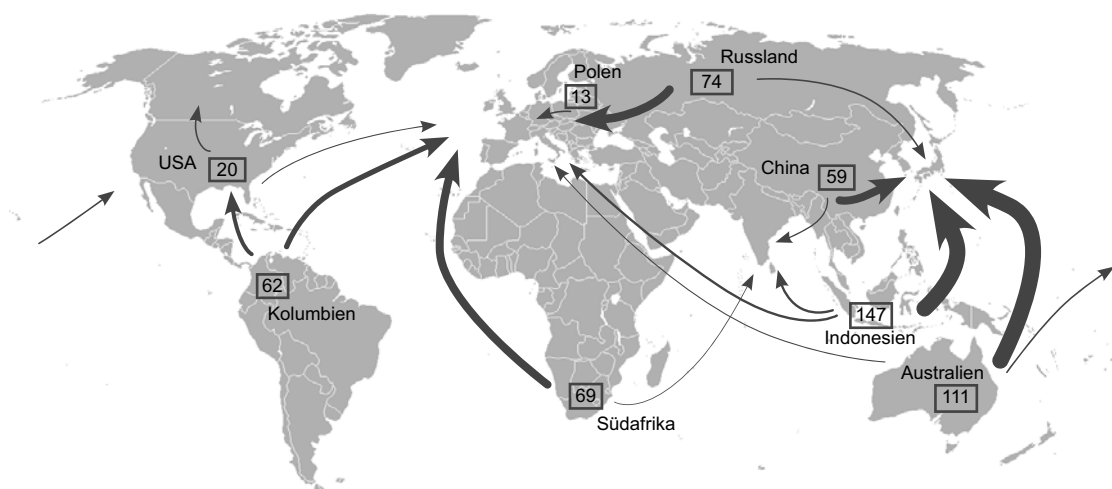 Russland
74
Polen
13
USA
20
China
59
62
Kolumbien
147
Indonesien
Australien
111
69
Südafrika